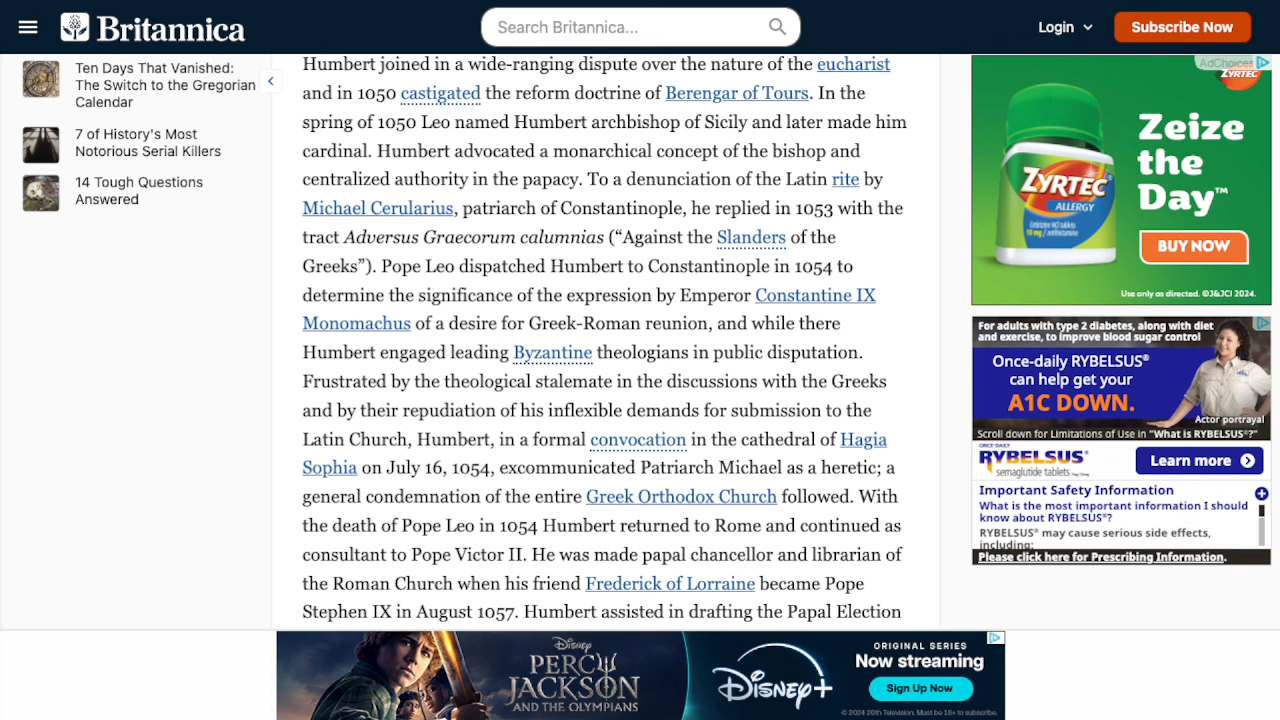 Britannica
Search Britannica...
Login
Subscribe Now
Ten Days That Vanished:
The Switch to the Gregorian
Calendar
7 of History's Most
Notorious Serial Killers
14 Tough Questions
Answered
Humbert joined in a wide-ranging dispute over the nature of the eucharist
and in 1050 castigated the reform doctrine of Berengar of Tours. In the
spring of 1050 Leo named Humbert archbishop of Sicily and later made him
cardinal. Humbert advocated a monarchical concept of the bishop and
centralized authority in the papacy. To a denunciation of the Latin rite by
Michael Cerularius, patriarch of Constantinople, he replied in 1053 with the
tract Adversus Graecorum calumnias (“Against the Slanders of the
Greeks”). Pope Leo dispatched Humbert to Constantinople in 1054 to
determine the significance of the expression by Emperor Constantine IX
Monomachus of a desire for Greek-Roman reunion, and while there
Humbert engaged leading Byzantine theologians in public disputation.
Frustrated by the theological stalemate in the discussions with the Greeks
and by their repudiation of his inflexible demands for submission to the
Latin Church, Humbert, in a formal convocation in the cathedral of Hagia
Sophia on July 16, 1054, excommunicated Patriarch Michael as a heretic; a
general condemnation of the entire Greek Orthodox Church followed. With
the death of Pope Leo in 1054 Humbert returned to Rome and continued as
consultant to Pope Victor II. He was made papal chancellor and librarian of
the Roman Church when his friend Frederick of Lorraine became Pope
Stephen IX in August 1057. Humbert assisted in drafting the Papal Election
AdChoices
ZYRTEC
Zeize
the
Day™
ZYRTEC
ALLERGY
BUY NOW
Use only as directed. ©J&JCI 2024.
For adults with type 2 diabetes, along with diet
and exercise, to improve blood sugar control
Once-daily RYBELSUS®
can help get your
A1C DOWN.
Actor portrayal
Scroll down for Limitations of Use in "What is RYBELSUS®?"
ONCE-DAILY
RYBELSUS®
semaglutide tablets
Learn more
Important Safety Information
What is the most important information I should
know about RYBELSUS®?
RYBELSUS® may cause serious side effects,
including:
Please click here for Prescribing Information.
Disney
PERCY
JACKSON
AND THE OLYMPIANS
Disney+
ORIGINAL SERIES
Now streaming
Sign Up Now
© 2024 20th Television. Must be 18+ to subscribe.